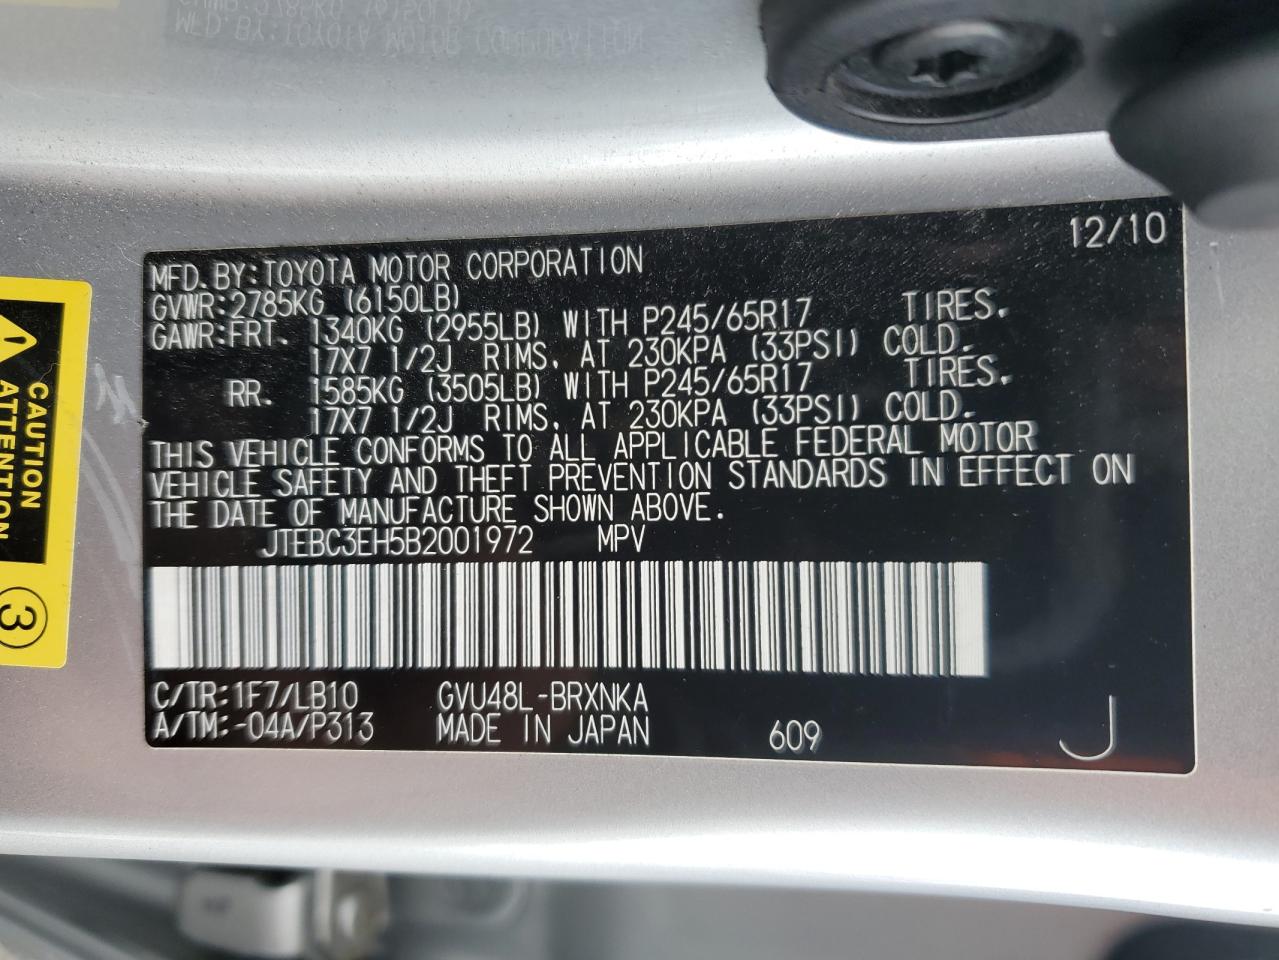 12/10
MFD. BY:TOYOTA MOTOR CORPORATION
GVWR:2785KG (6150LB)
GAWR:FRT. 1340KG (2955LB) WITH P245/65R17 TIRES.
17X7 1/2J RIMS, AT 230KPA (33PSI) COLD.
RR. 1585KG (3505LB) WITH P245/65R17 TIRES.
17X7 1/2J RIMS, AT 230KPA (33PSI) COLD.
THIS VEHICLE CONFORMS TO ALL APPLICABLE FEDERAL MOTOR
VEHICLE SAFETY AND THEFT PREVENTION STANDARDS IN EFFECT ON
THE DATE OF MANUFACTURE SHOWN ABOVE.
JTEBC3EH5B2001972 MPV
C/TR:1F7/LB10 GVU48L-BRXNKA
A/TM:-04A/P313 MADE IN JAPAN 609 J
CAUTION
ATTENTION
3